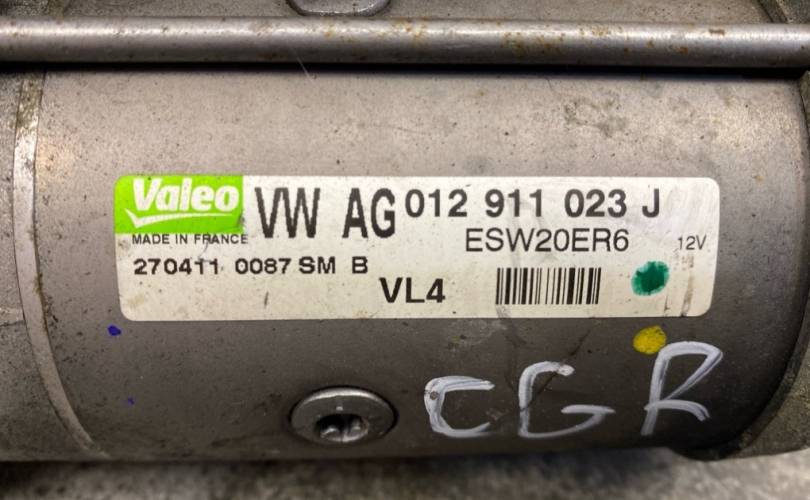 Valeo VW AG 012 911 023 J
MADE IN FRANCE ESW20ER6 12V
270411 0087 SM B
VL4
CGR